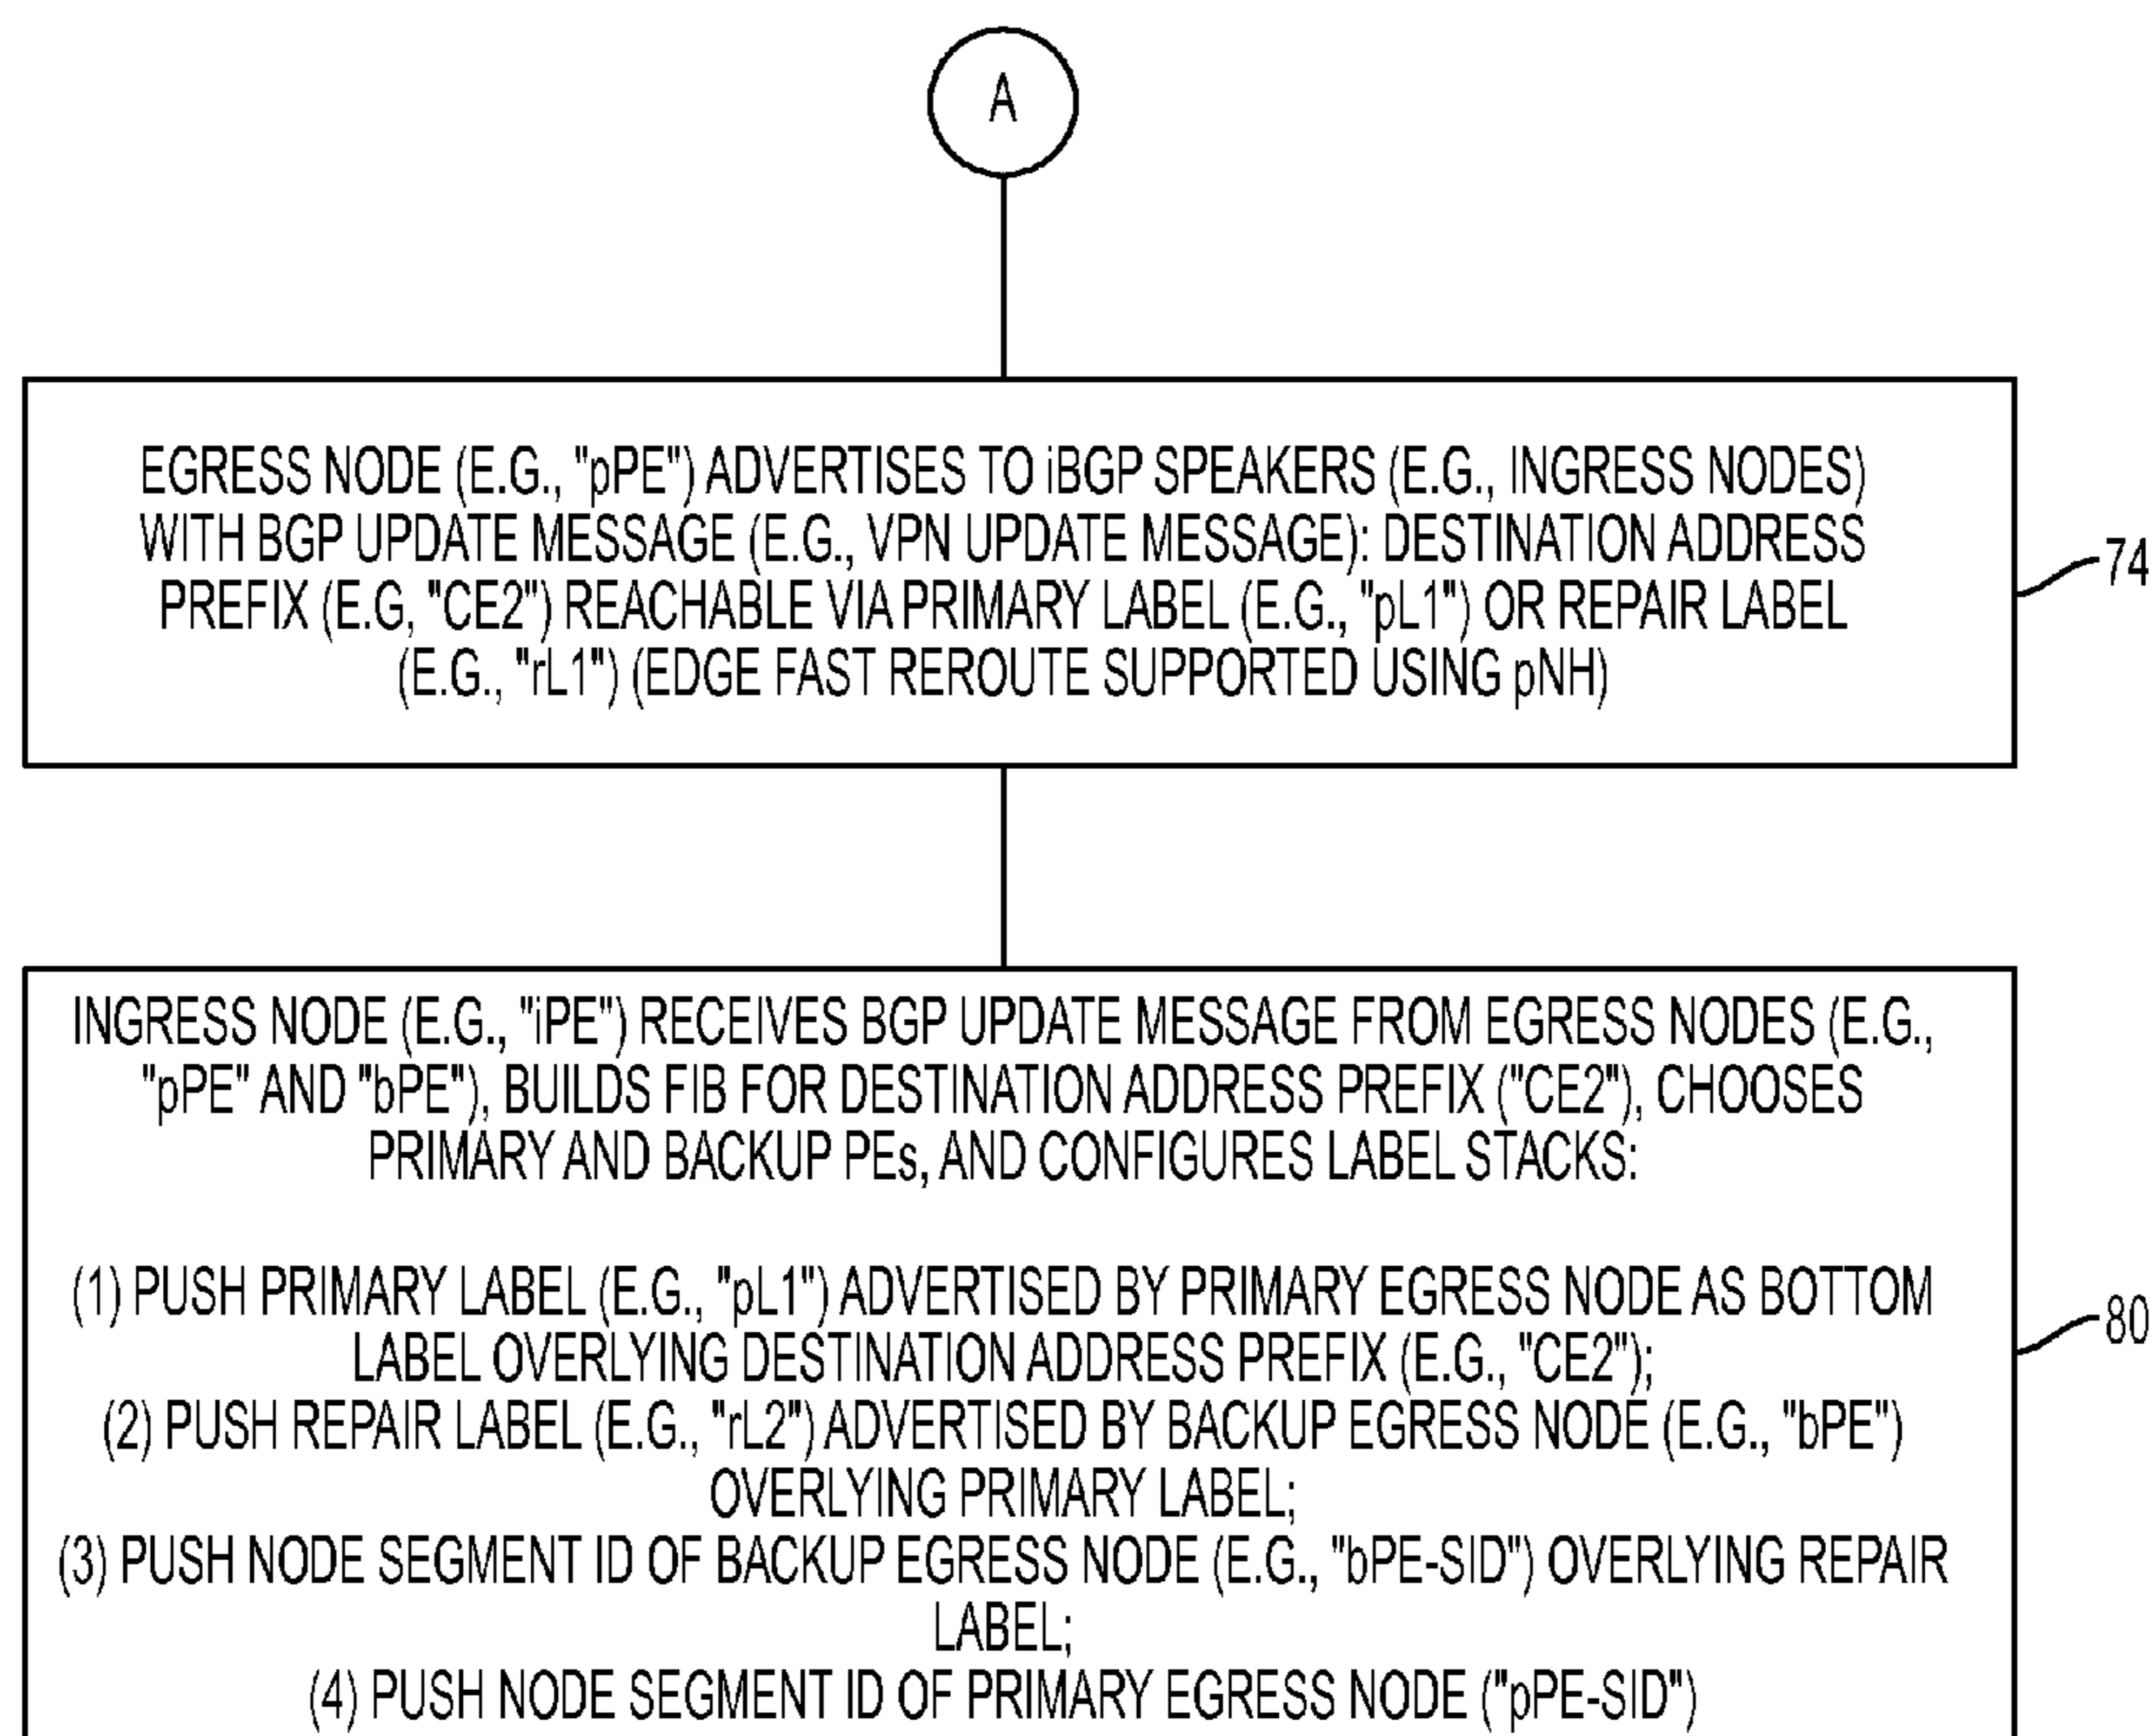 A
EGRESS NODE (E.G., "pPE") ADVERTISES TO iBGP SPEAKERS (E.G., INGRESS NODES)
WITH BGP UPDATE MESSAGE (E.G., VPN UPDATE MESSAGE): DESTINATION ADDRESS
PREFIX (E.G, "CE2") REACHABLE VIA PRIMARY LABEL (E.G., "pL1") OR REPAIR LABEL
(E.G., "rL1") (EDGE FAST REROUTE SUPPORTED USING pNH)
74
INGRESS NODE (E.G., "iPE") RECEIVES BGP UPDATE MESSAGE FROM EGRESS NODES (E.G.,
"pPE" AND "bPE"), BUILDS FIB FOR DESTINATION ADDRESS PREFIX ("CE2"), CHOOSES
PRIMARY AND BACKUP PEs, AND CONFIGURES LABEL STACKS:
(1) PUSH PRIMARY LABEL (E.G., "pL1") ADVERTISED BY PRIMARY EGRESS NODE AS BOTTOM
LABEL OVERLYING DESTINATION ADDRESS PREFIX (E.G., "CE2");
(2) PUSH REPAIR LABEL (E.G., "rL2") ADVERTISED BY BACKUP EGRESS NODE (E.G., "bPE")
OVERLYING PRIMARY LABEL;
(3) PUSH NODE SEGMENT ID OF BACKUP EGRESS NODE (E.G., "bPE-SID") OVERLYING REPAIR
LABEL;
(4) PUSH NODE SEGMENT ID OF PRIMARY EGRESS NODE ("pPE-SID")
80